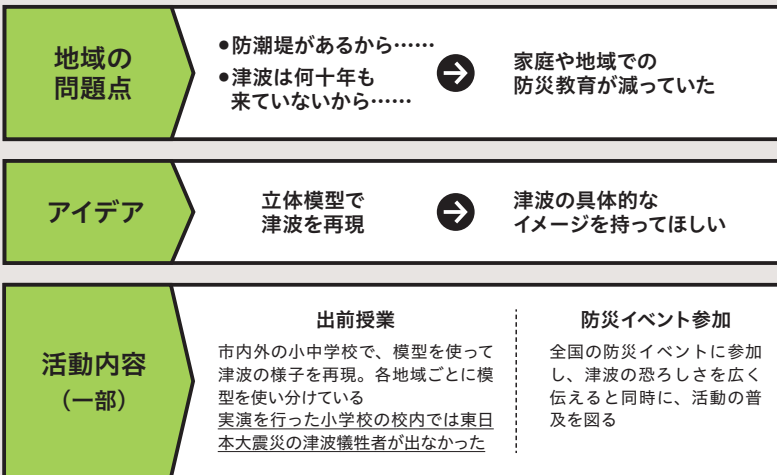 地域の
問題点
●防潮堤があるから……
●津波は何十年も
来ていないから……
家庭や地域での
防災教育が減っていた
アイデア
立体模型で
津波を再現
津波の具体的な
イメージを持ってほしい
活動内容
（一部）
出前授業
市内外の小中学校で、模型を使って
津波の様子を再現。各地域ごとに模
型を使い分けている
実演を行った小学校の校内では東日
本大震災の津波犠牲者が出なかった
防災イベント参加
全国の防災イベントに参加
し、津波の恐ろしさを広く
伝えると同時に、活動の普
及を図る